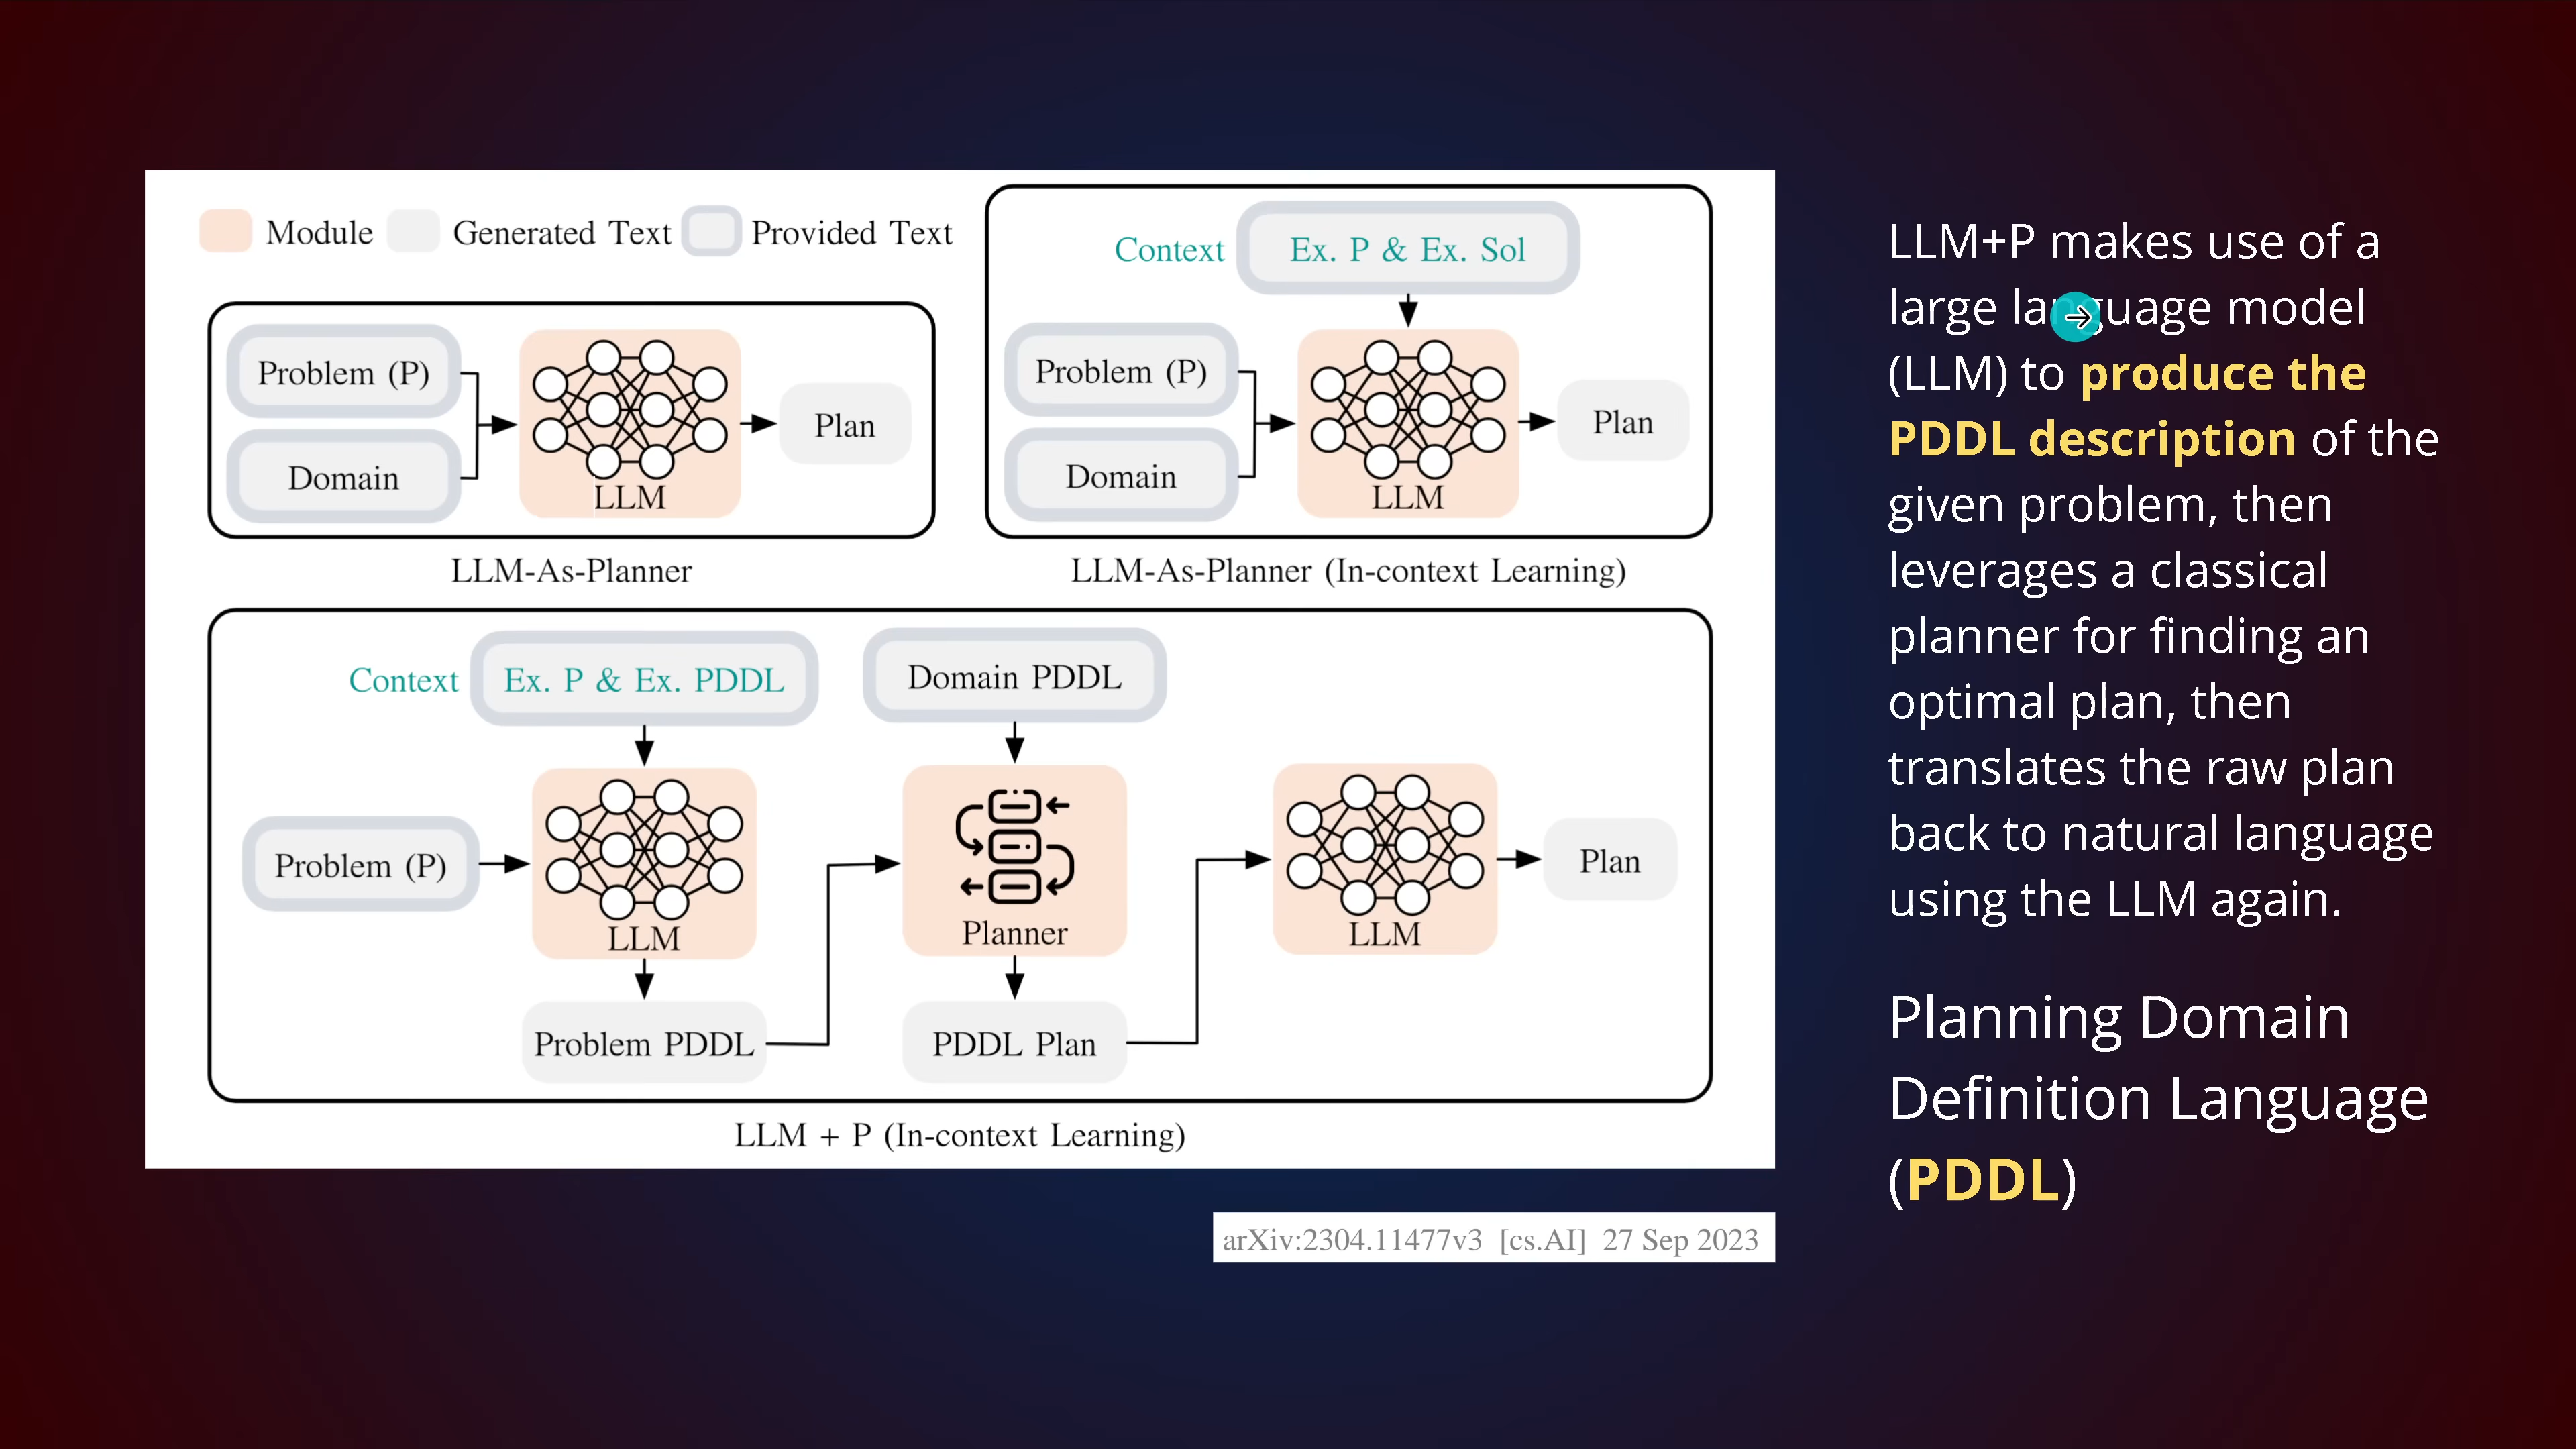 Module Generated Text Provided Text
Problem (P)
Domain
LLM
Plan
LLM-As-Planner
Context Ex. P & Ex. Sol
Problem (P)
Domain
LLM
Plan
LLM-As-Planner (In-context Learning)
Context Ex. P & Ex. PDDL
Domain PDDL
Problem (P)
LLM
Planner
LLM
Plan
Problem PDDL
PDDL Plan
LLM + P (In-context Learning)
arXiv:2304.11477v3 [cs.AI] 27 Sep 2023
LLM+P makes use of a
large language model
(LLM) to produce the
PDDL description of the
given problem, then
leverages a classical
planner for finding an
optimal plan, then
translates the raw plan
back to natural language
using the LLM again.
Planning Domain
Definition Language
(PDDL)